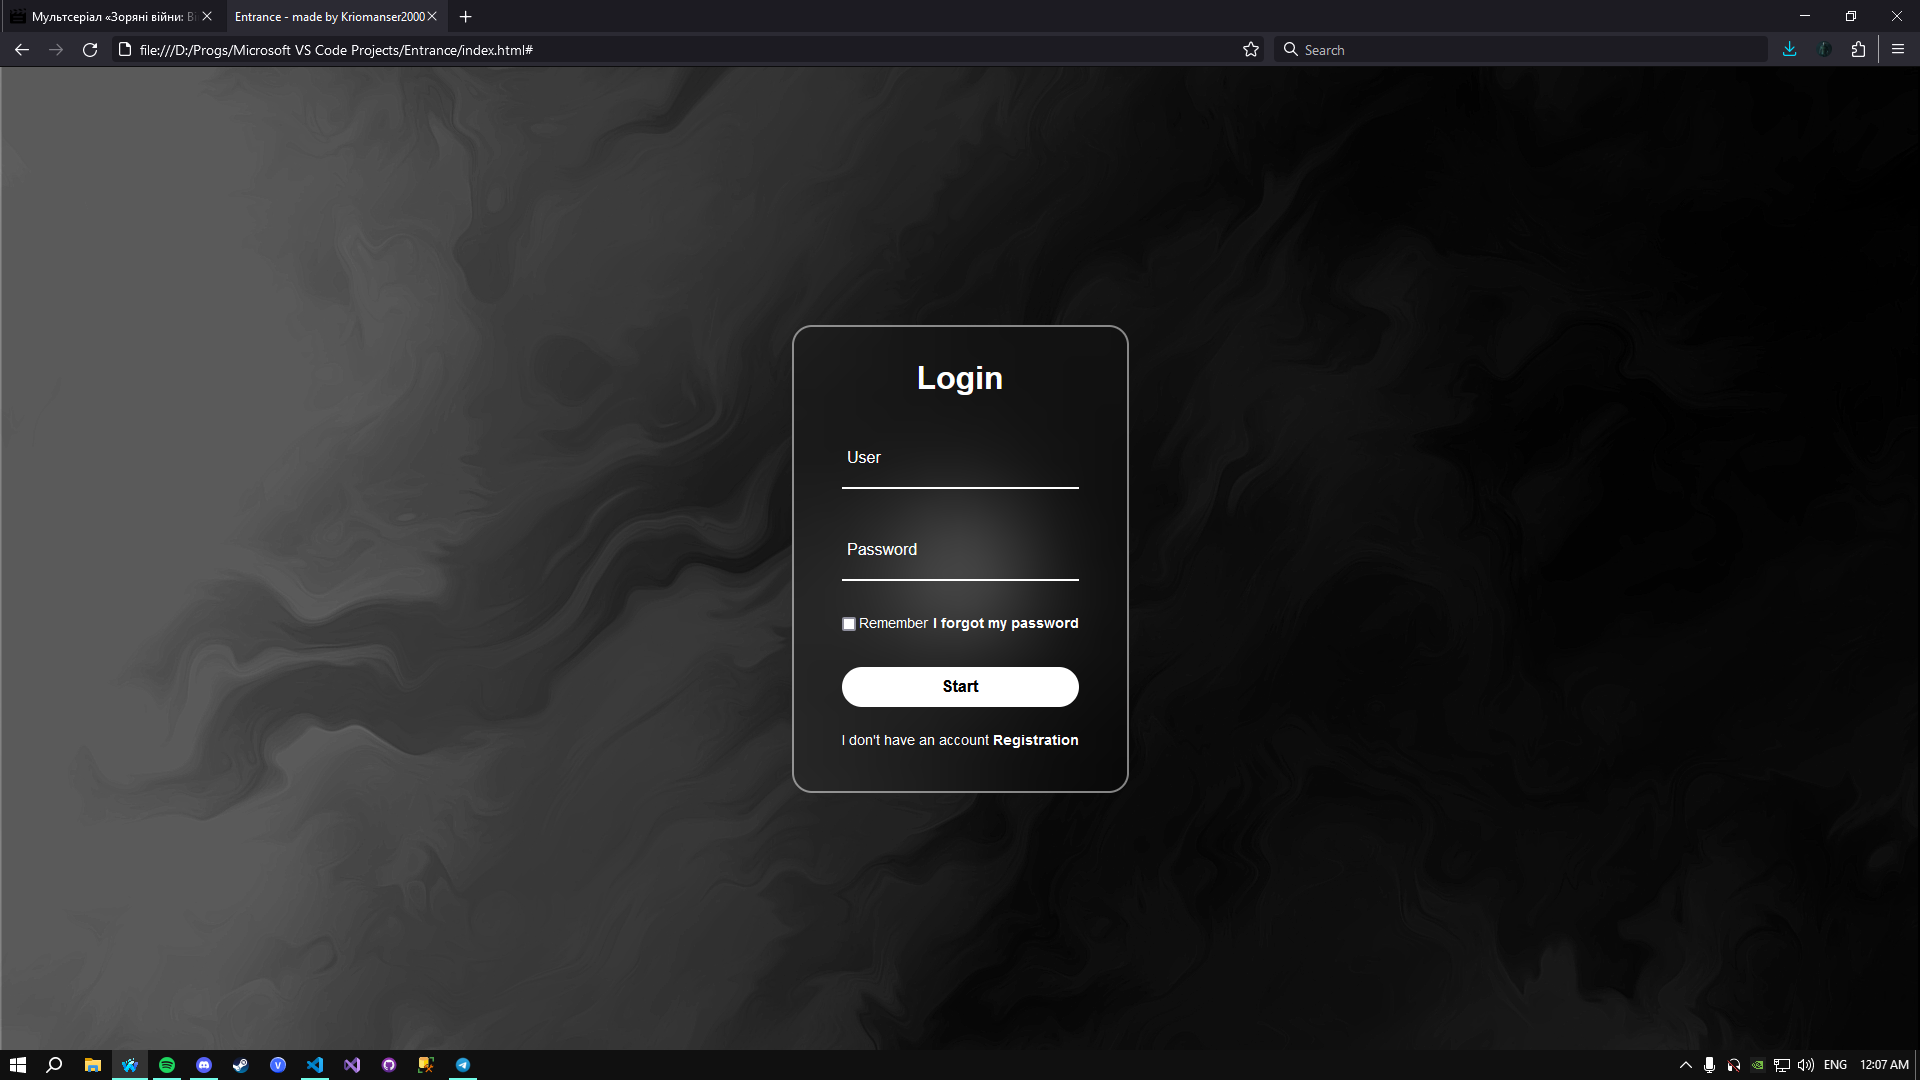 Мультсеріал «Зоряні війни: Ві
Entrance - made by Kriomanser2000
file:///D:/Progs/Microsoft VS Code Projects/Entrance/index.html#
Search
Login
User
Password
Remember I forgot my password
Start
I don't have an account Registration
ENG
12:07 AM